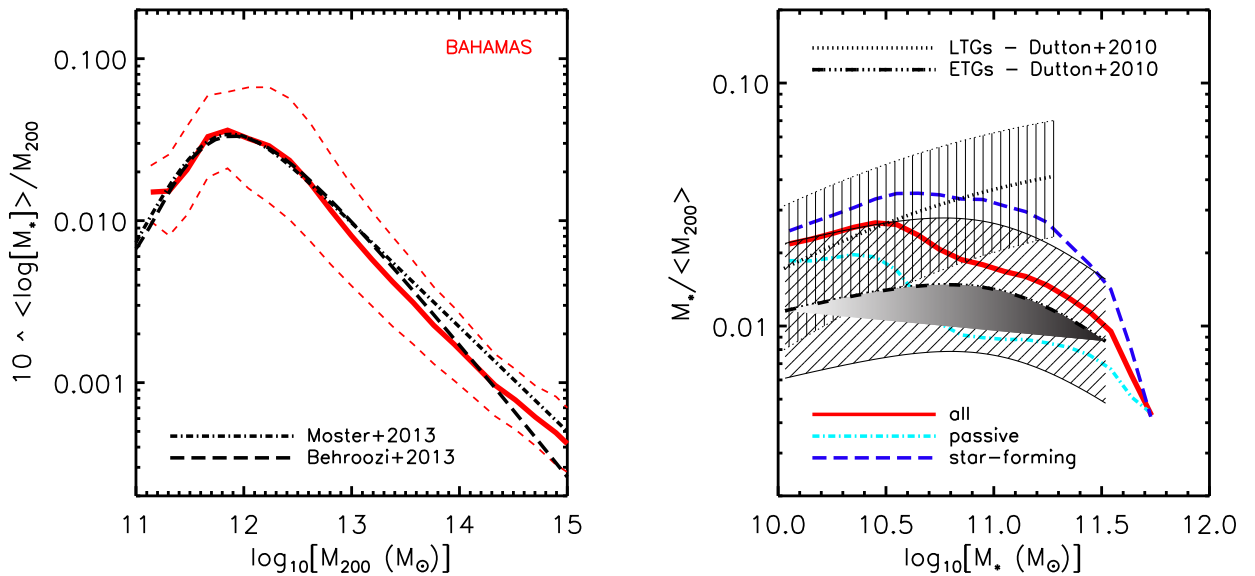 BAHAMAS
0.100
0.010
0.001
10 ^ <log[M*]>/M200
Moster+2013
Behroozi+2013
11 12 13 14 15
log10[M200 (M⊙)]
LTGs – Dutton+2010
ETGs – Dutton+2010
0.10
0.01
M*/<M200>
all
passive
star–forming
10.0 10.5 11.0 11.5 12.0
log10[M* (M⊙)]